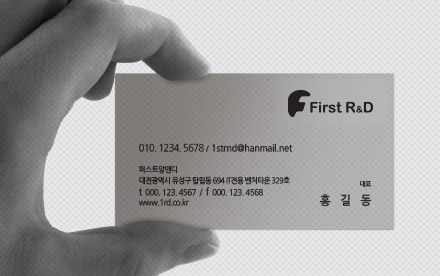 First R&D
010. 1234. 5678 / 1strnd@hanmail.net
퍼스트알앤디
대전광역시 유성구 탑립동 694 IT전용 벤처타운 329호
t 000. 123. 4567 / f 000. 123. 4568
www.1rd.co.kr
대표
홍 길 동